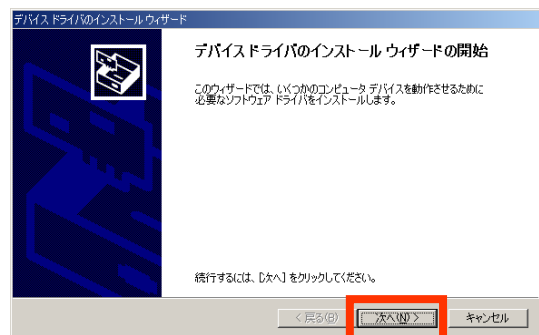 デバイス ドライバのインストール ウィザード
デバイス ドライバのインストール ウィザードの開始
このウィザードでは、いくつかのコンピュータ デバイスを動作させるために
必要なソフトウェア ドライバをインストールします。
続行するには、[次へ] をクリックしてください。
< 戻る(B) 次へ(N) > キャンセル